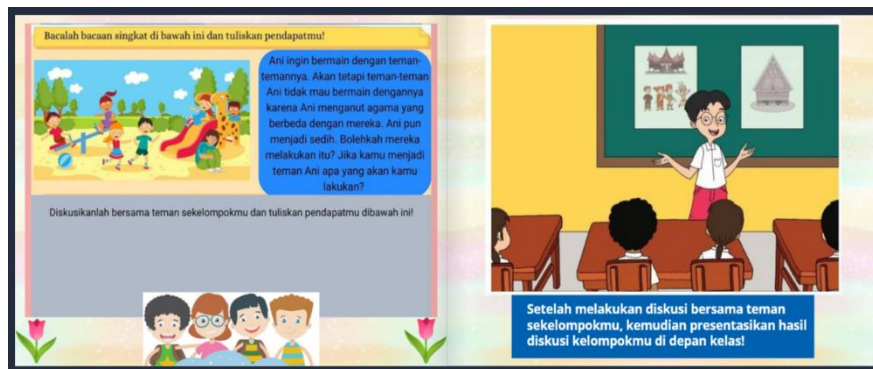 Bacalah bacaan singkat di bawah ini dan tuliskan pendapatmu!
Ani ingin bermain dengan teman-
temannya. Akan tetapi teman-teman
Ani tidak mau bermain dengannya
karena Ani menganut agama yang
berbeda dengan mereka. Ani pun
menjadi sedih. Bolehkah mereka
melakukan itu? Jika kamu menjadi
teman Ani apa yang akan kamu
lakukan?
Diskusikanlah bersama teman sekelompokmu dan tuliskan pendapatmu dibawah ini!
Setelah melakukan diskusi bersama teman
sekelompokmu, kemudian presentasikan hasil
diskusi kelompokmu di depan kelas!